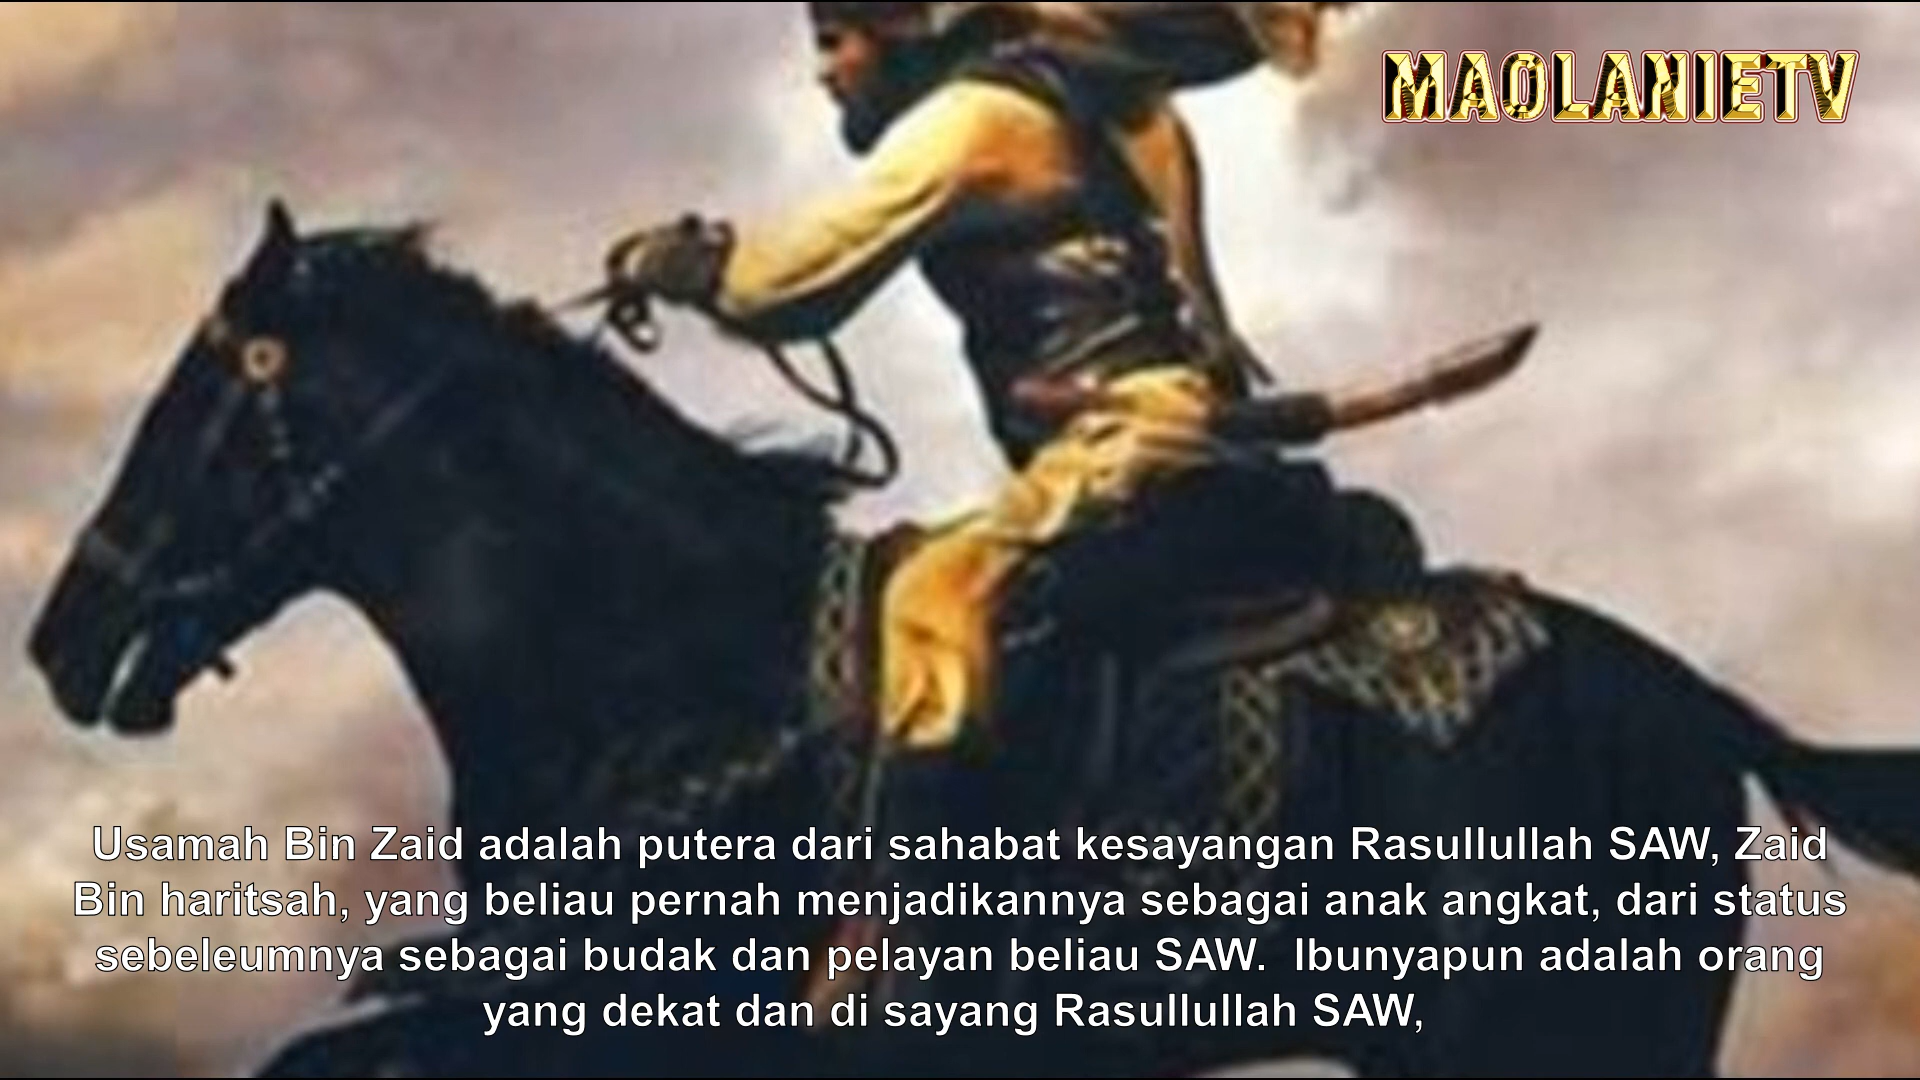 MAOLANIETV
Usamah Bin Zaid adalah putera dari sahabat kesayangan Rasullullah SAW, Zaid
Bin haritsah, yang beliau pernah menjadikannya sebagai anak angkat, dari status
sebeleumnya sebagai budak dan pelayan beliau SAW.  Ibunyapun adalah orang
yang dekat dan di sayang Rasullullah SAW,